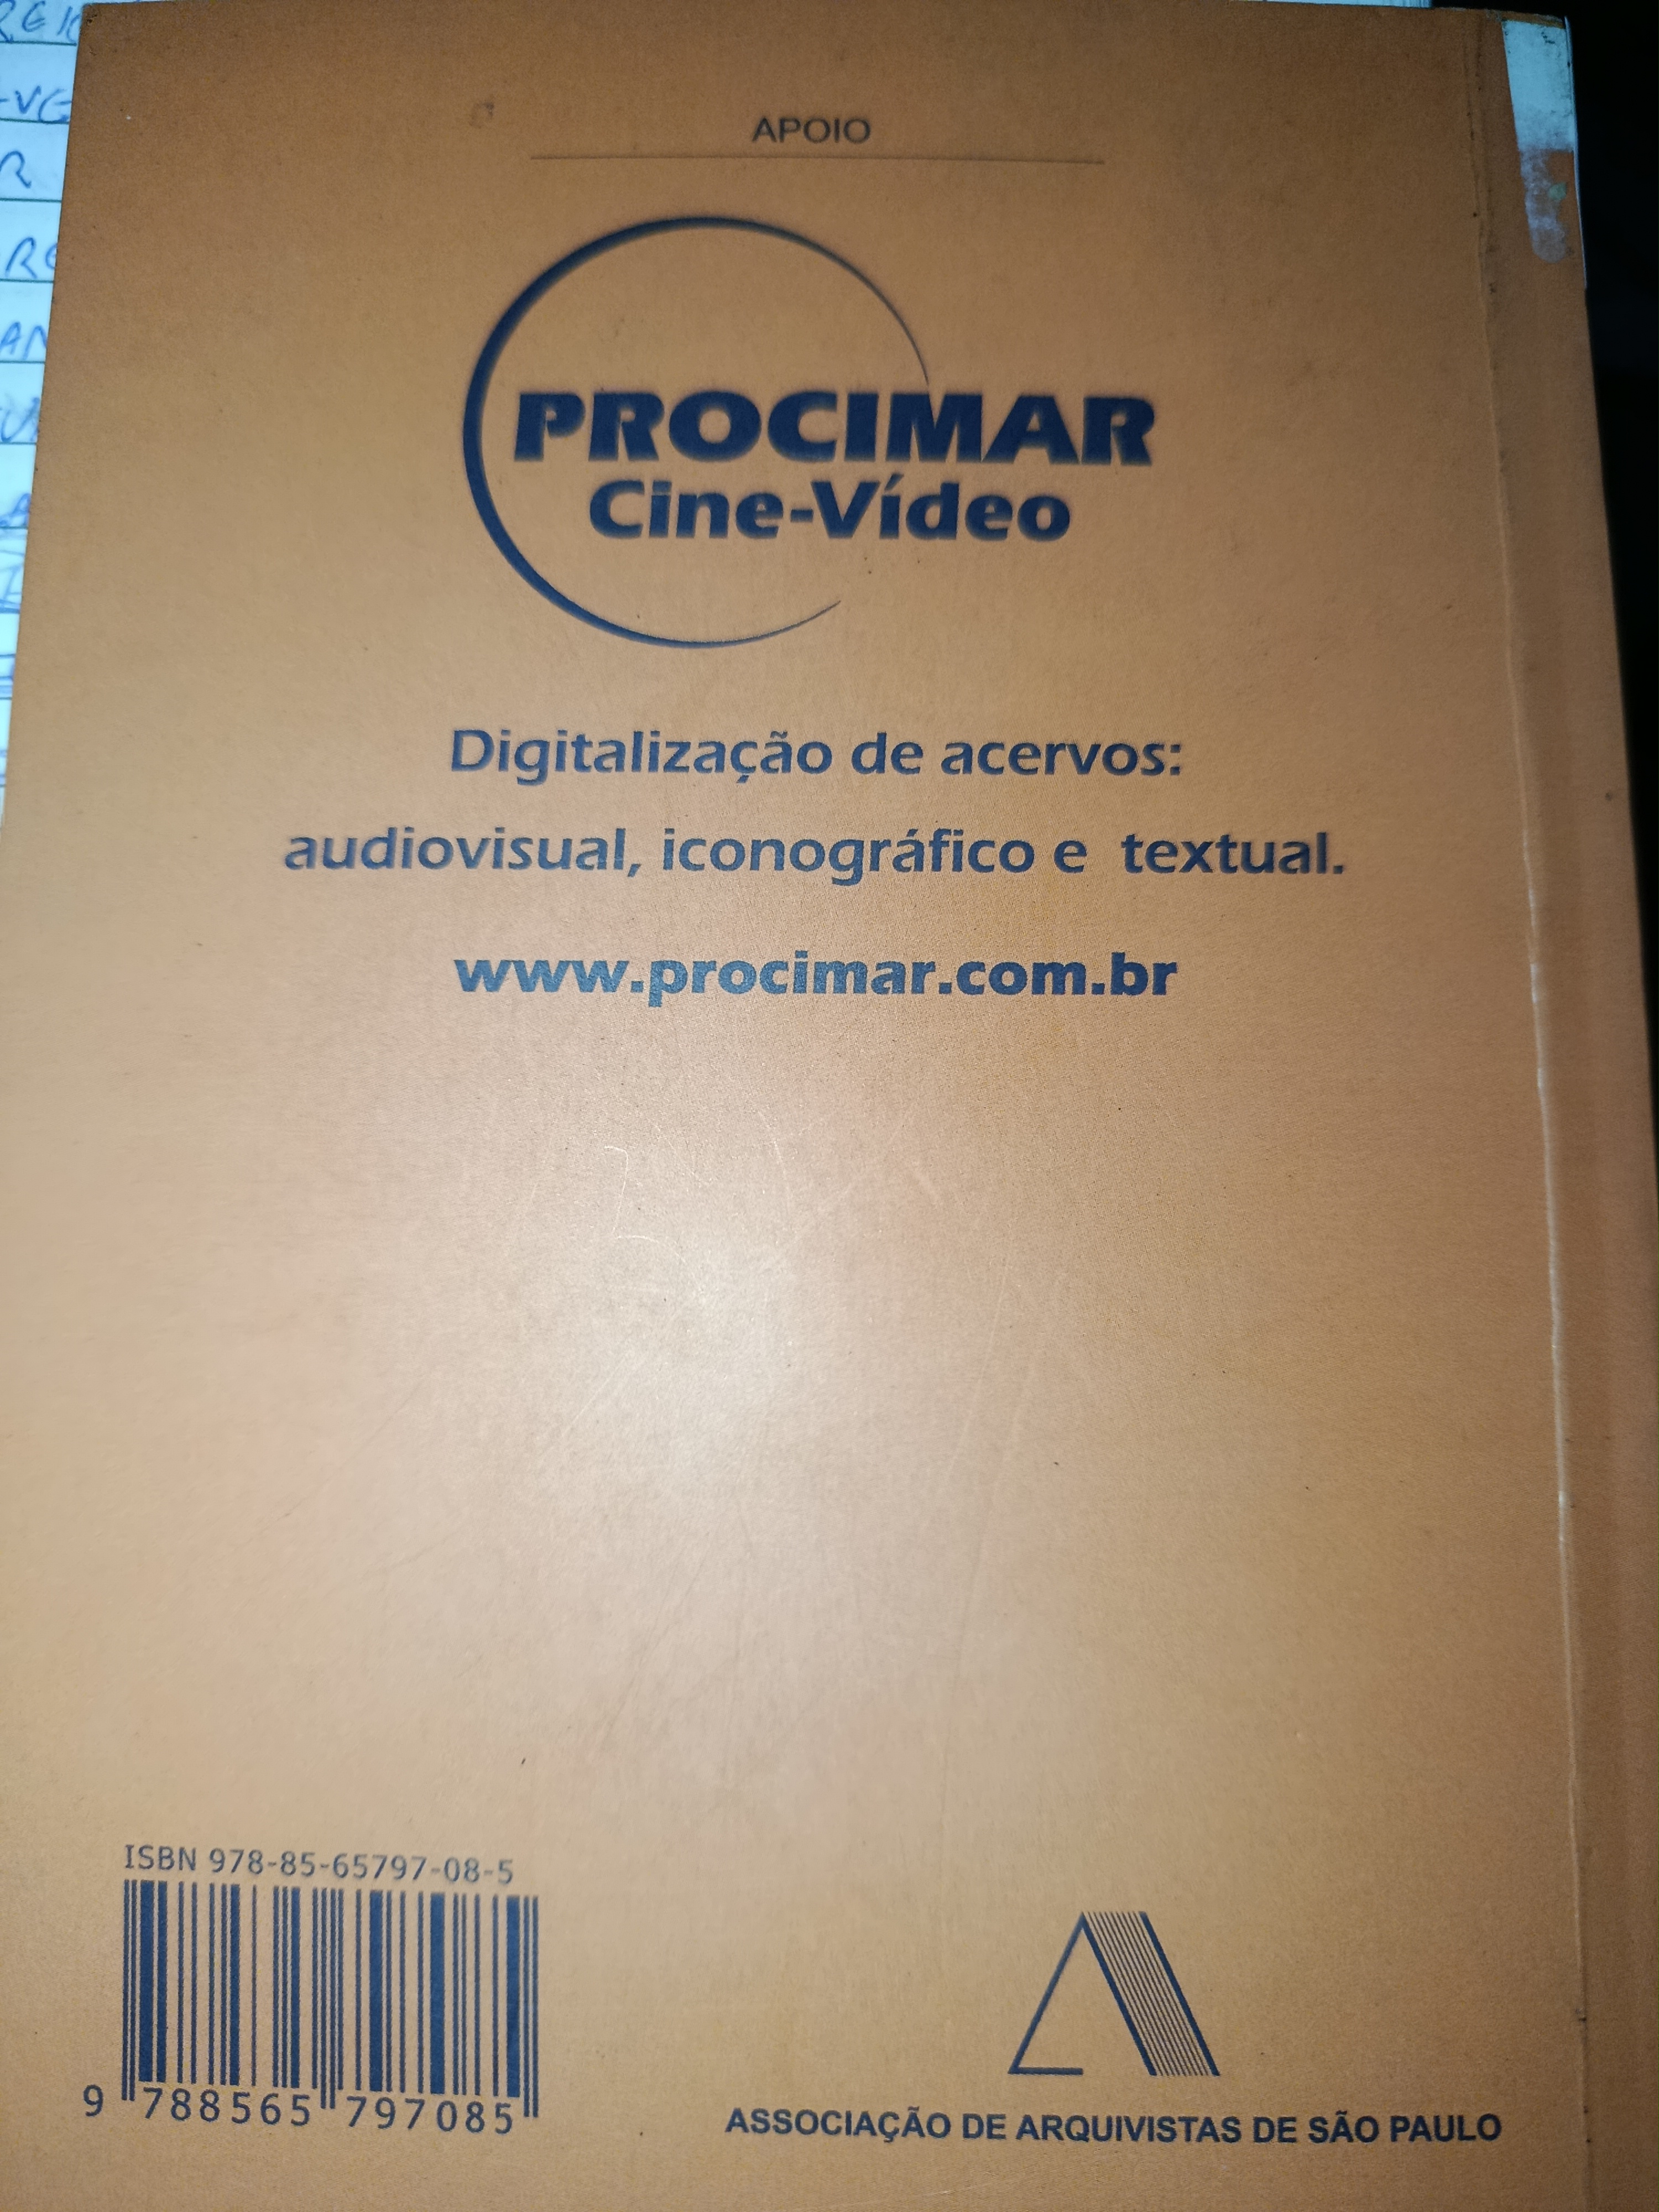 APOIO
PROCIMAR
Cine-Vídeo
Digitalização de acervos:
audiovisual, iconográfico e textual.
www.procimar.com.br
ISBN 978-85-65797-08-5
9 788565 797085
ASSOCIAÇÃO DE ARQUIVISTAS DE SÃO PAULO